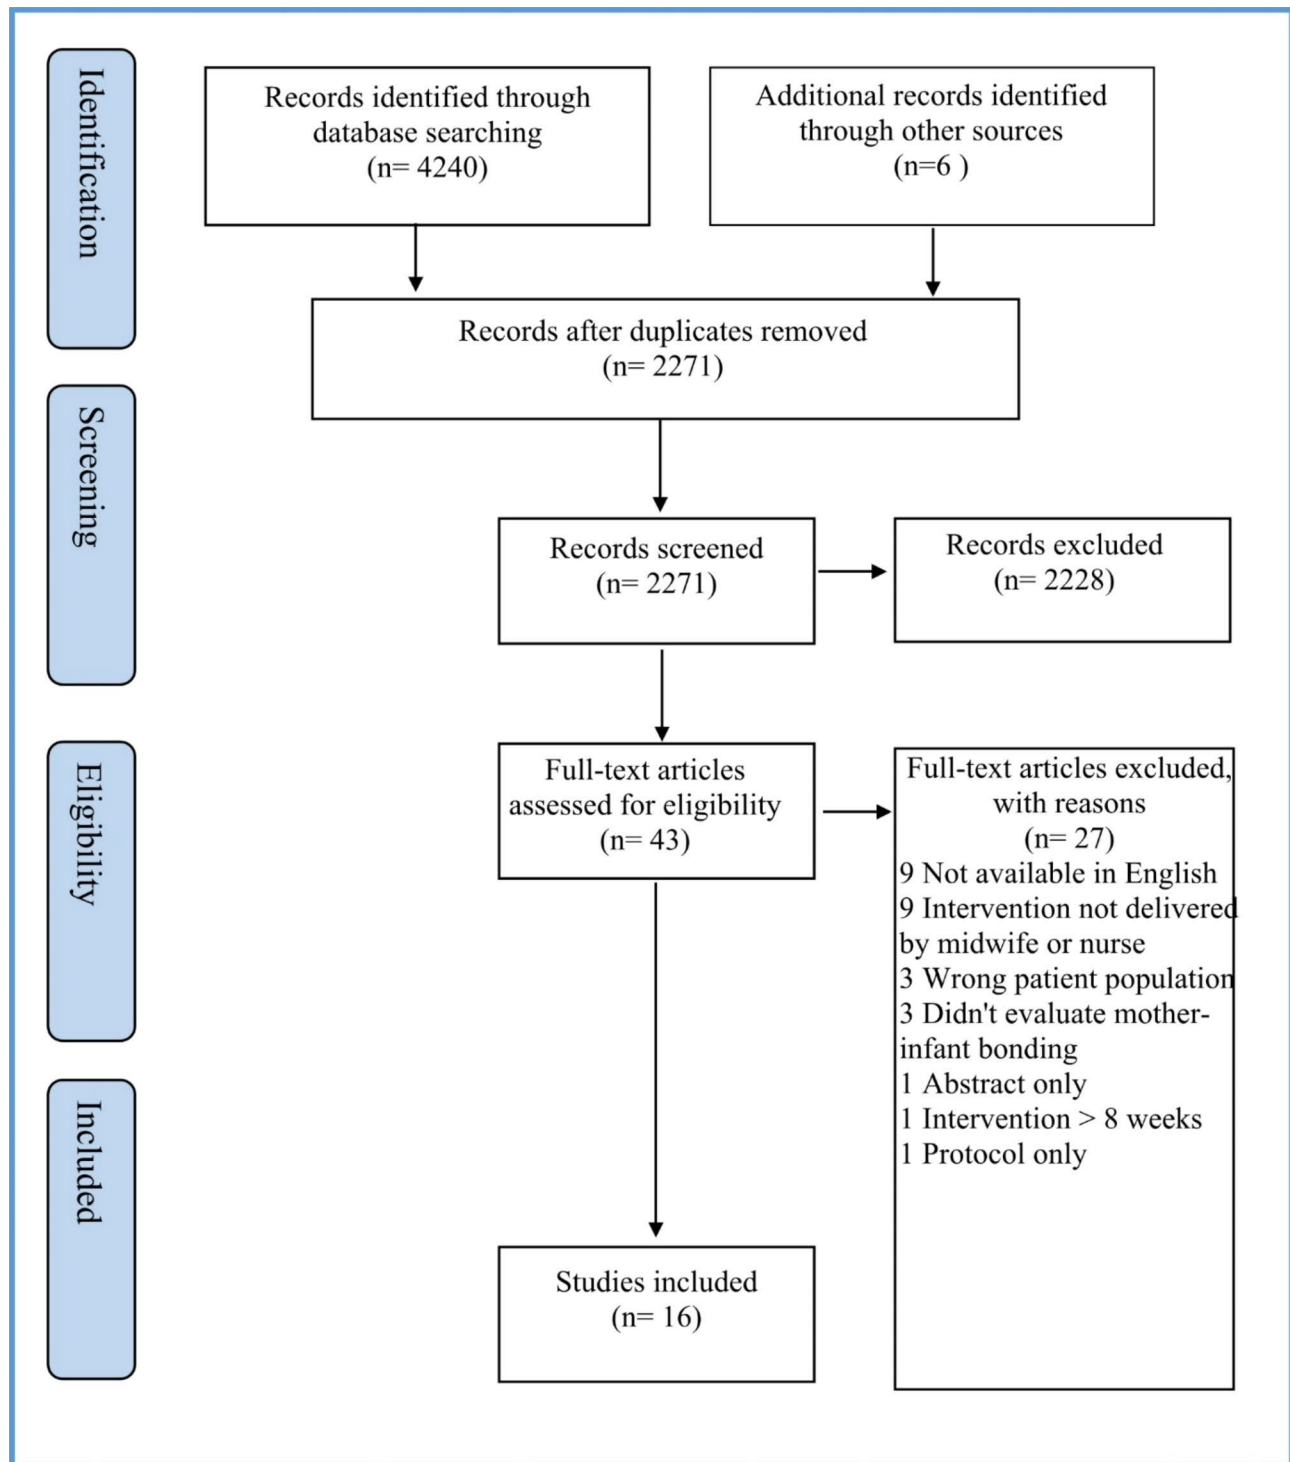 Identification
Records identified through
database searching
(n= 4240)
Additional records identified
through other sources
(n=6 )
Records after duplicates removed
(n= 2271)
Screening
Records screened
(n= 2271)
Records excluded
(n= 2228)
Eligibility
Full-text articles
assessed for eligibility
(n= 43)
Full-text articles excluded,
with reasons
(n= 27)
9 Not available in English
9 Intervention not delivered
by midwife or nurse
3 Wrong patient population
3 Didn't evaluate mother-
infant bonding
1 Abstract only
1 Intervention > 8 weeks
1 Protocol only
Included
Studies included
(n= 16)